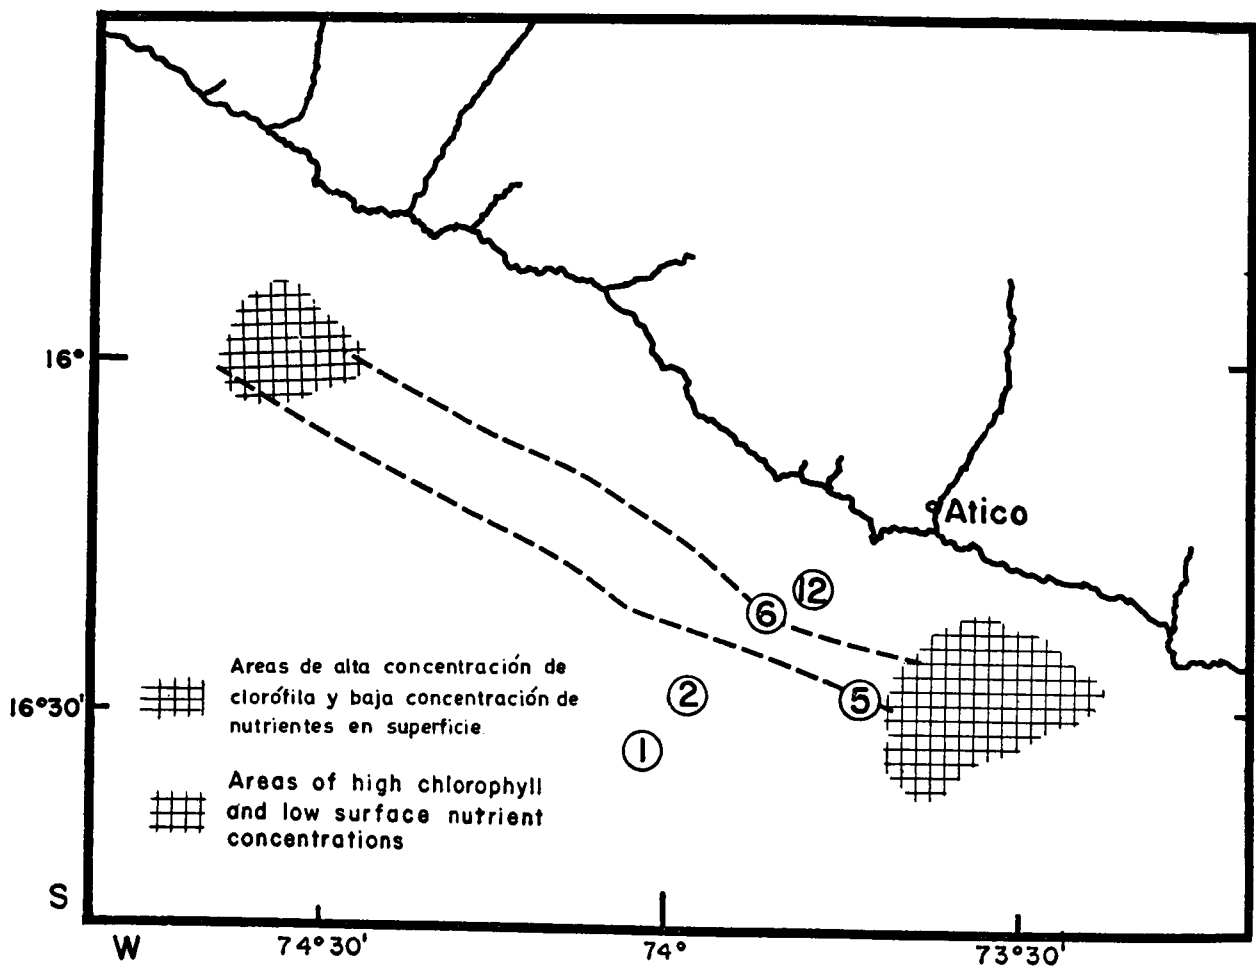 16°
Atico
12
6
Areas de alta concentración de
clorófila y baja concentración de
nutrientes en superficie.
16°30'
2
5
1
Areas of high chlorophyll
and low surface nutrient
concentrations
S
W
74°30'
74°
73°30'